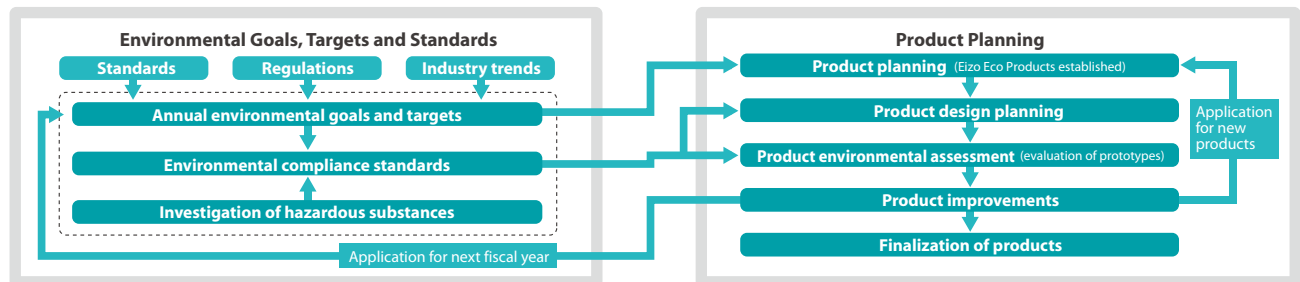 Environmental Goals, Targets and Standards
Standards
Regulations
Industry trends
Annual environmental goals and targets
Environmental compliance standards
Investigation of hazardous substances
Application for next fiscal year
Product Planning
Product planning (Eizo Eco Products established)
Product design planning
Product environmental assessment (evaluation of prototypes)
Product improvements
Finalization of products
Application
for new
products